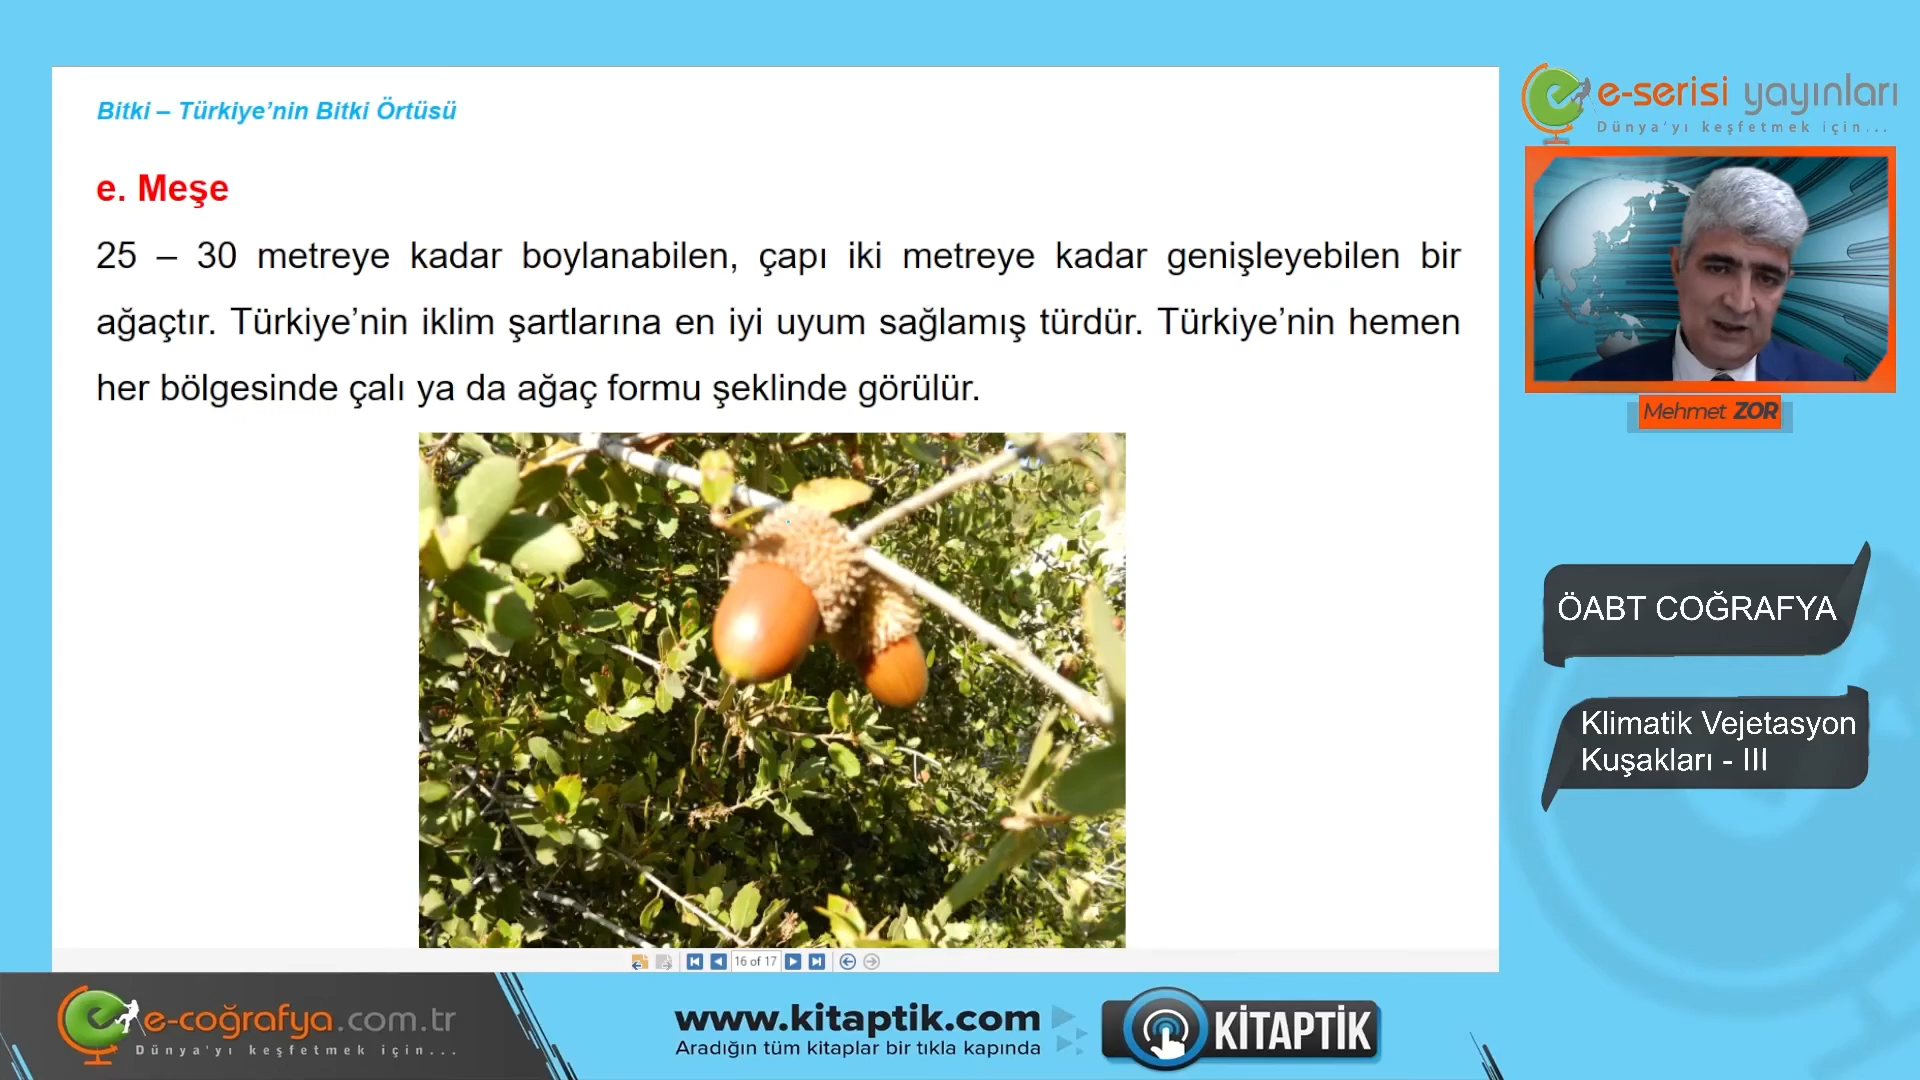 Bitki – Türkiye’nin Bitki Örtüsü
e. Meşe
25 – 30 metreye kadar boylanabilen, çapı iki metreye kadar genişleyebilen bir
ağaçtır. Türkiye’nin iklim şartlarına en iyi uyum sağlamış türdür. Türkiye’nin hemen
her bölgesinde çalı ya da ağaç formu şeklinde görülür.
16 of 17
e-serisi yayınları
Dünya'yı keşfetmek için...
Mehmet ZOR
ÖABT COĞRAFYA
Klimatik Vejetasyon
Kuşakları - III
e-coğrafya.com.tr
Dünya'yı keşfetmek için...
www.kitaptik.com
Aradığın tüm kitaplar bir tıkla kapında
KİTAPTIK